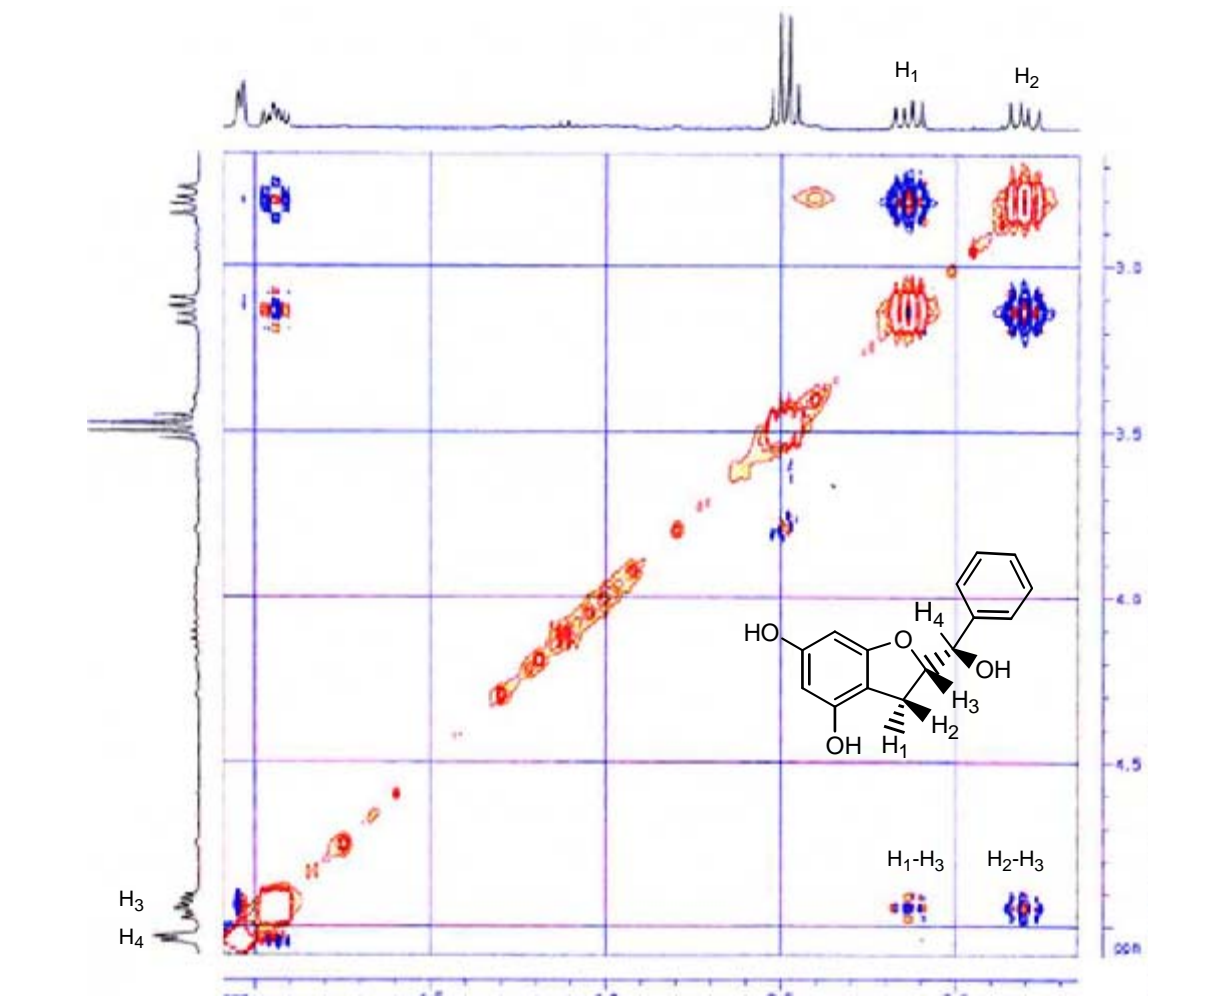 H₁ H₂
3.0
3.5
4.0
H₄
HO O
OH
H₃
H₂
OH H₁
4.5
H₁-H₃ H₂-H₃
H₃
H₄
ppm